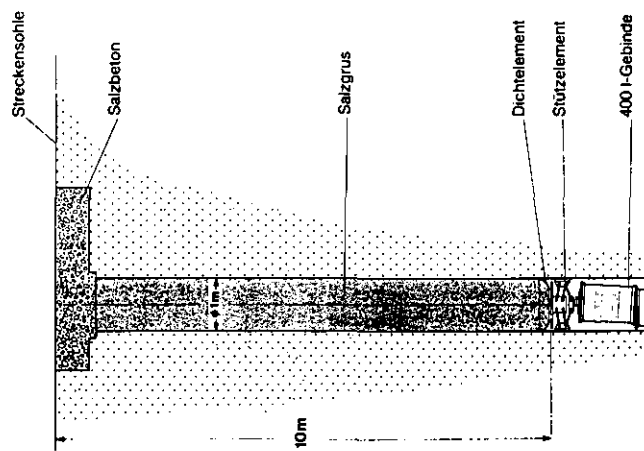 Streckensohle
Salzbeton
Salzgrus
Dichtelement
Stützelement
400 l-Gebinde
ϕ 1m
10m